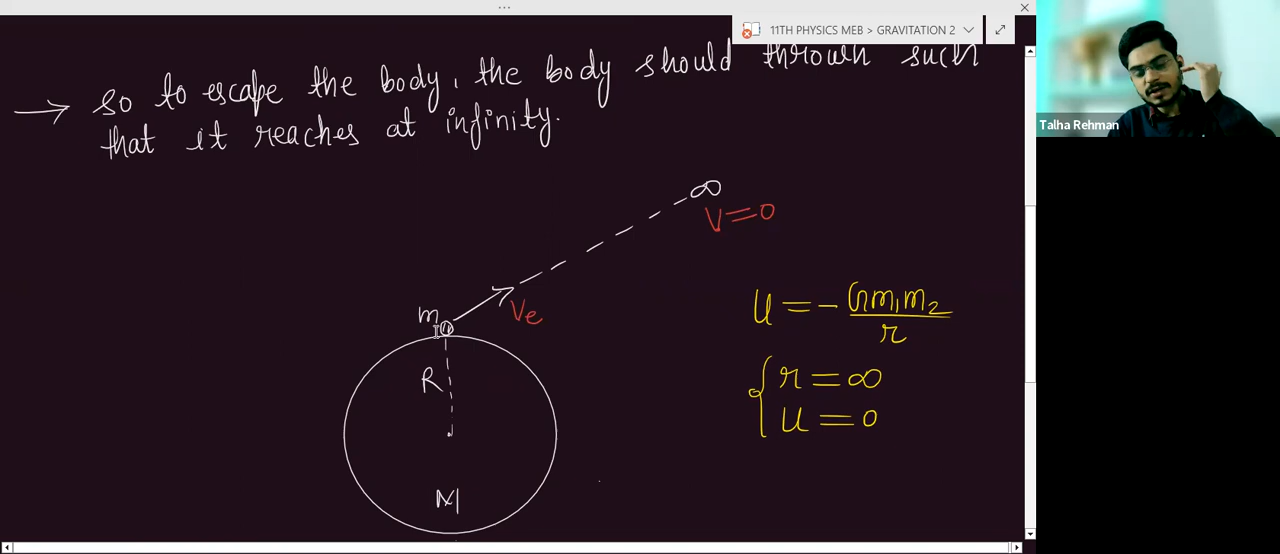 11TH PHYSICS MEB > GRAVITATION 2
Talha Rehman
so to escape the body, the body should thrown such
that it reaches at infinity.
∞
V=0
m
Ve
R
M
U = - Gm₁m₂/r
r = ∞
U = 0